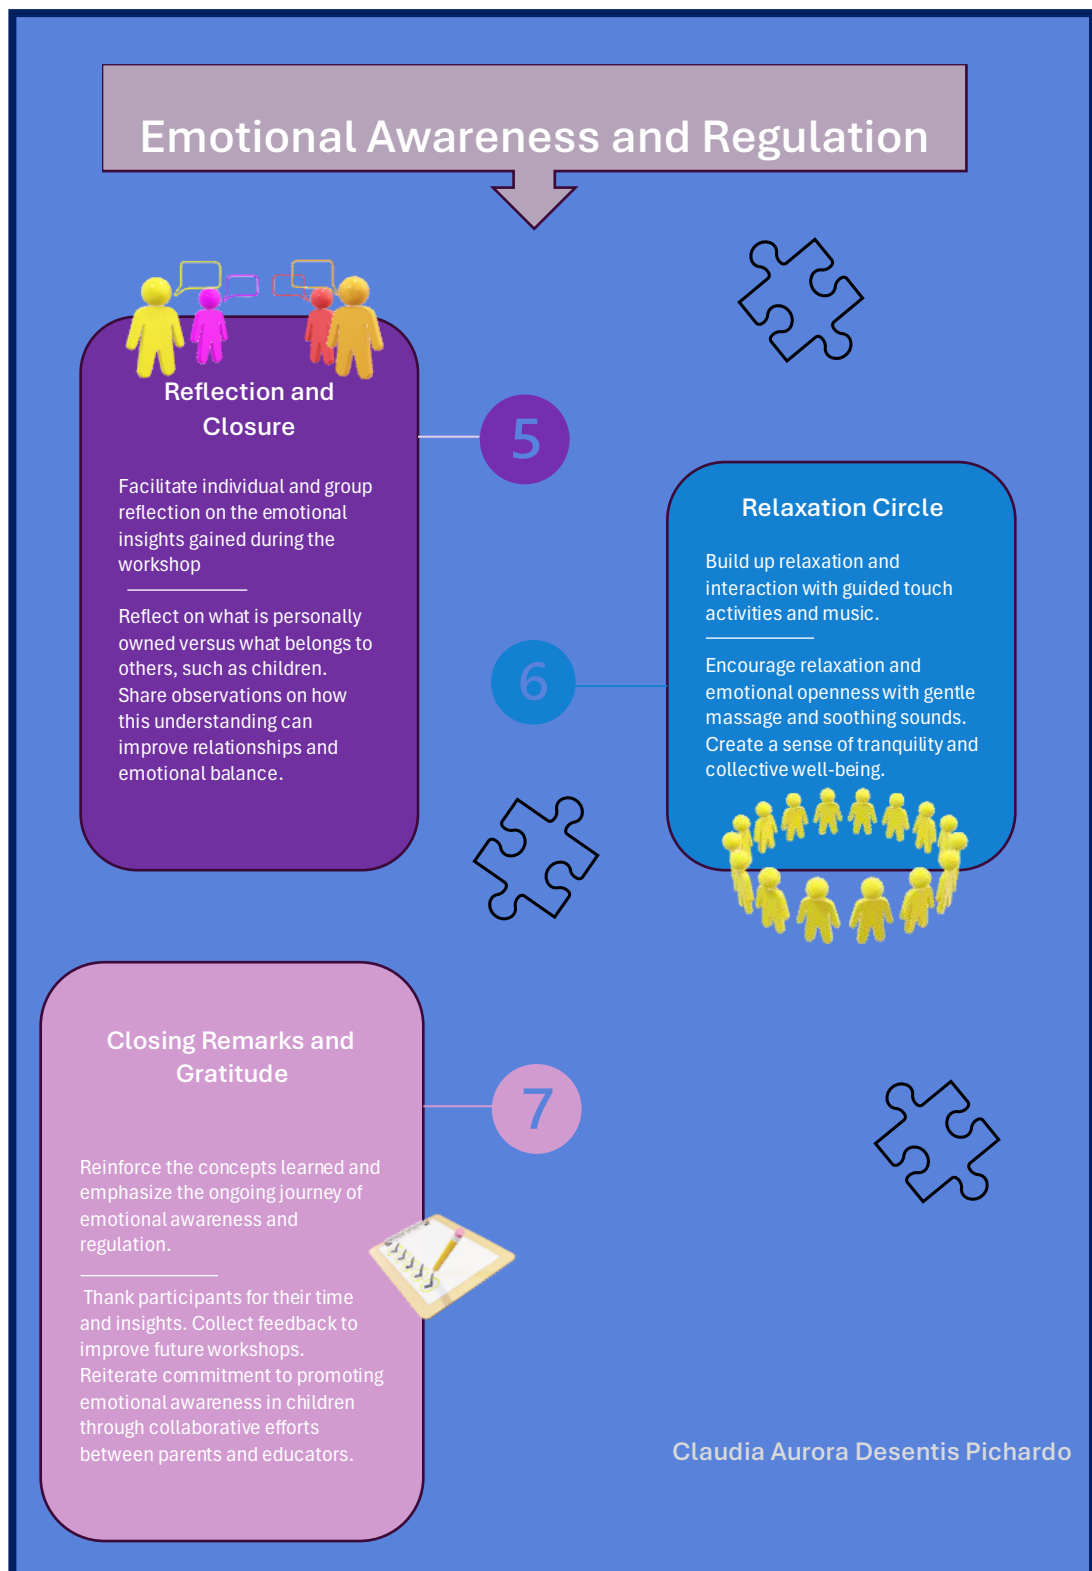 Emotional Awareness and Regulation
Reflection and
Closure
5
Facilitate individual and group
reflection on the emotional
insights gained during the
workshop
Reflect on what is personally
owned versus what belongs to
others, such as children.
Share observations on how
this understanding can
improve relationships and
emotional balance.
Relaxation Circle
Build up relaxation and
interaction with guided touch
activities and music.
6
Encourage relaxation and
emotional openness with gentle
massage and soothing sounds.
Create a sense of tranquility and
collective well-being.
Closing Remarks and
Gratitude
7
Reinforce the concepts learned and
emphasize the ongoing journey of
emotional awareness and
regulation.
Thank participants for their time
and insights. Collect feedback to
improve future workshops.
Reiterate commitment to promoting
emotional awareness in children
through collaborative efforts
between parents and educators.
Claudia Aurora Desentis Pichardo